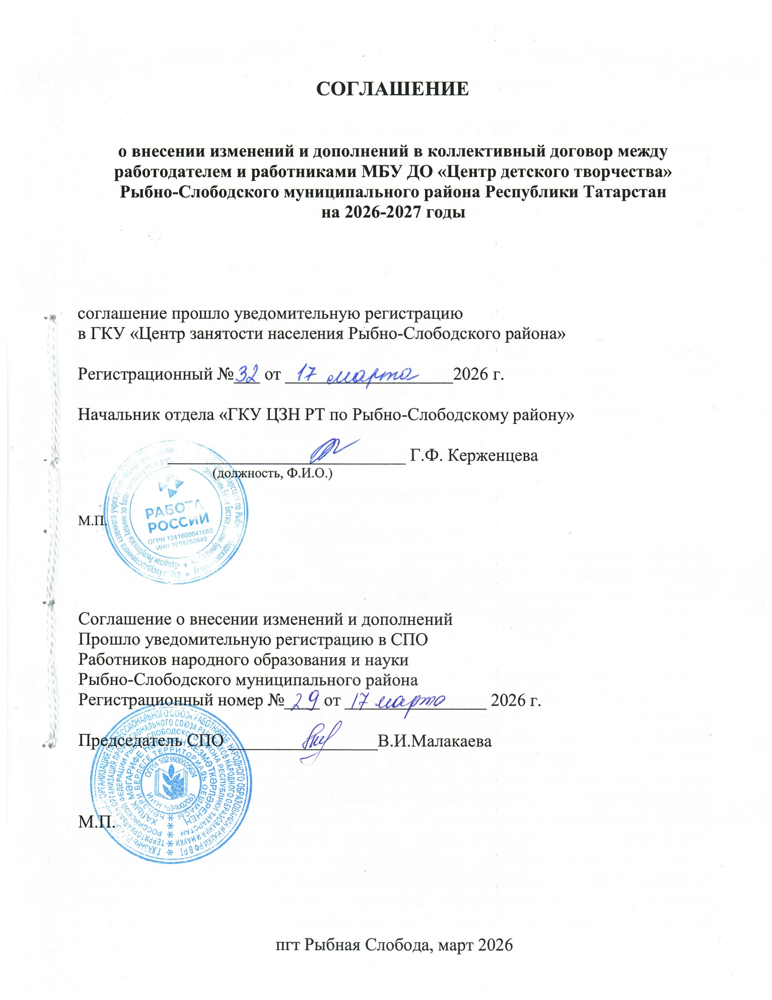 СОГЛАШЕНИЕ
о внесении изменений и дополнений в коллективный договор между
работодателем и работниками МБУ ДО «Центр детского творчества»
Рыбно-Слободского муниципального района Республики Татарстан
на 2026-2027 годы
соглашение прошло уведомительную регистрацию
в ГКУ «Центр занятости населения Рыбно-Слободского района»
Регистрационный №32 от 17 марта 2026 г.
Начальник отдела «ГКУ ЦЗН РТ по Рыбно-Слободскому району»
Г.Ф. Керженцева
(должность, Ф.И.О.)
РАБОТА
РОССИИ
ОГРН 1241600041682
ИНН 1658252640
М.П.
Соглашение о внесении изменений и дополнений
Прошло уведомительную регистрацию в СПО
Работников народного образования и науки
Рыбно-Слободского муниципального района
Регистрационный номер № 29 от 17 марта 2026 г.
Председатель СПО В.И.Малакаева
ОГРН 1021600005624
М.П.
пгт Рыбная Слобода, март 2026